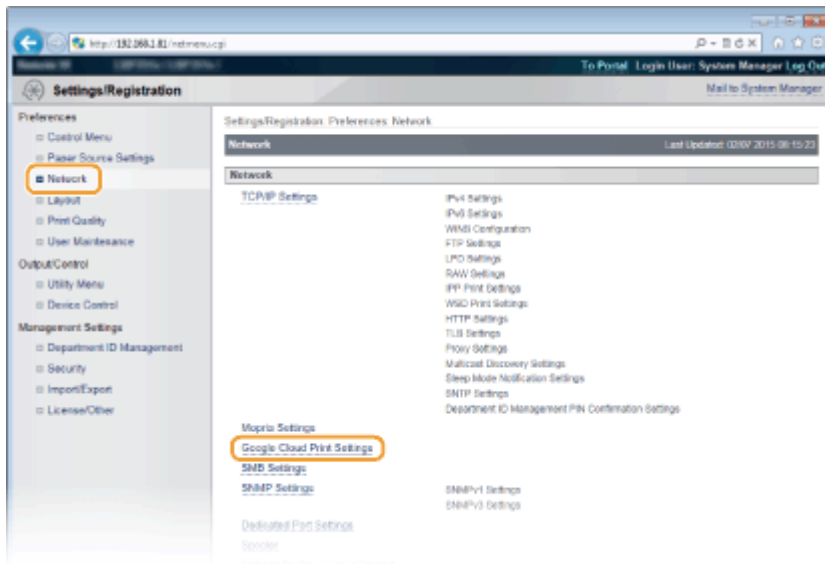 http://192.168.1.81/netmenu.cgi
To Portal Login User: System Manager Log Out
Settings/Registration
Mail to System Manager
Preferences
Control Menu
Paper Source Settings
Network
Layout
Print Quality
User Maintenance
Output/Control
Utility Menu
Device Control
Management Settings
Department ID Management
Security
Import/Export
License/Other
Settings/Registration: Preferences: Network
Network
Last Updated: 02/07 2015 08:15:23
Network
TCP/IP Settings
IPv4 Settings
IPv6 Settings
WINS Configuration
FTP Settings
LPD Settings
RAW Settings
IPP Print Settings
WSD Print Settings
HTTP Settings
TLS Settings
Proxy Settings
Multicast Discovery Settings
Sleep Mode Notification Settings
SNTP Settings
Department ID Management PIN Confirmation Settings
Mopria Settings
Google Cloud Print Settings
SMB Settings
SNMP Settings
SNMPv1 Settings
SNMPv3 Settings
Dedicated Port Settings
Spooler